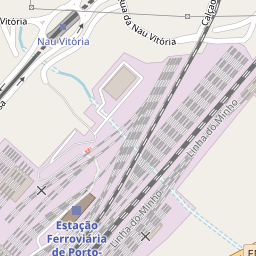 Rua da Nau Vitória
Nau Vitória
Vitória
Calçad
Linha do Minho
Linha do Minho
Linha-do-Minho
Estação
Ferroviária
de Porto-